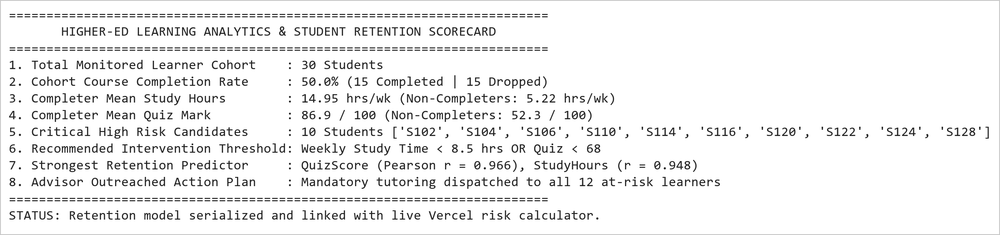 ========================================================================
       HIGHER-ED LEARNING ANALYTICS & STUDENT RETENTION SCORECARD
========================================================================
1. Total Monitored Learner Cohort    : 30 Students
2. Cohort Course Completion Rate     : 50.0% (15 Completed | 15 Dropped)
3. Completer Mean Study Hours        : 14.95 hrs/wk (Non-Completers: 5.22 hrs/wk)
4. Completer Mean Quiz Mark          : 86.9 / 100 (Non-Completers: 52.3 / 100)
5. Critical High Risk Candidates     : 10 Students ['S102', 'S104', 'S106', 'S110', 'S114', 'S116', 'S120', 'S122', 'S124', 'S128']
6. Recommended Intervention Threshold: Weekly Study Time < 8.5 hrs OR Quiz < 68
7. Strongest Retention Predictor     : QuizScore (Pearson r = 0.966), StudyHours (r = 0.948)
8. Advisor Outreached Action Plan    : Mandatory tutoring dispatched to all 12 at-risk learners
========================================================================
STATUS: Retention model serialized and linked with live Vercel risk calculator.